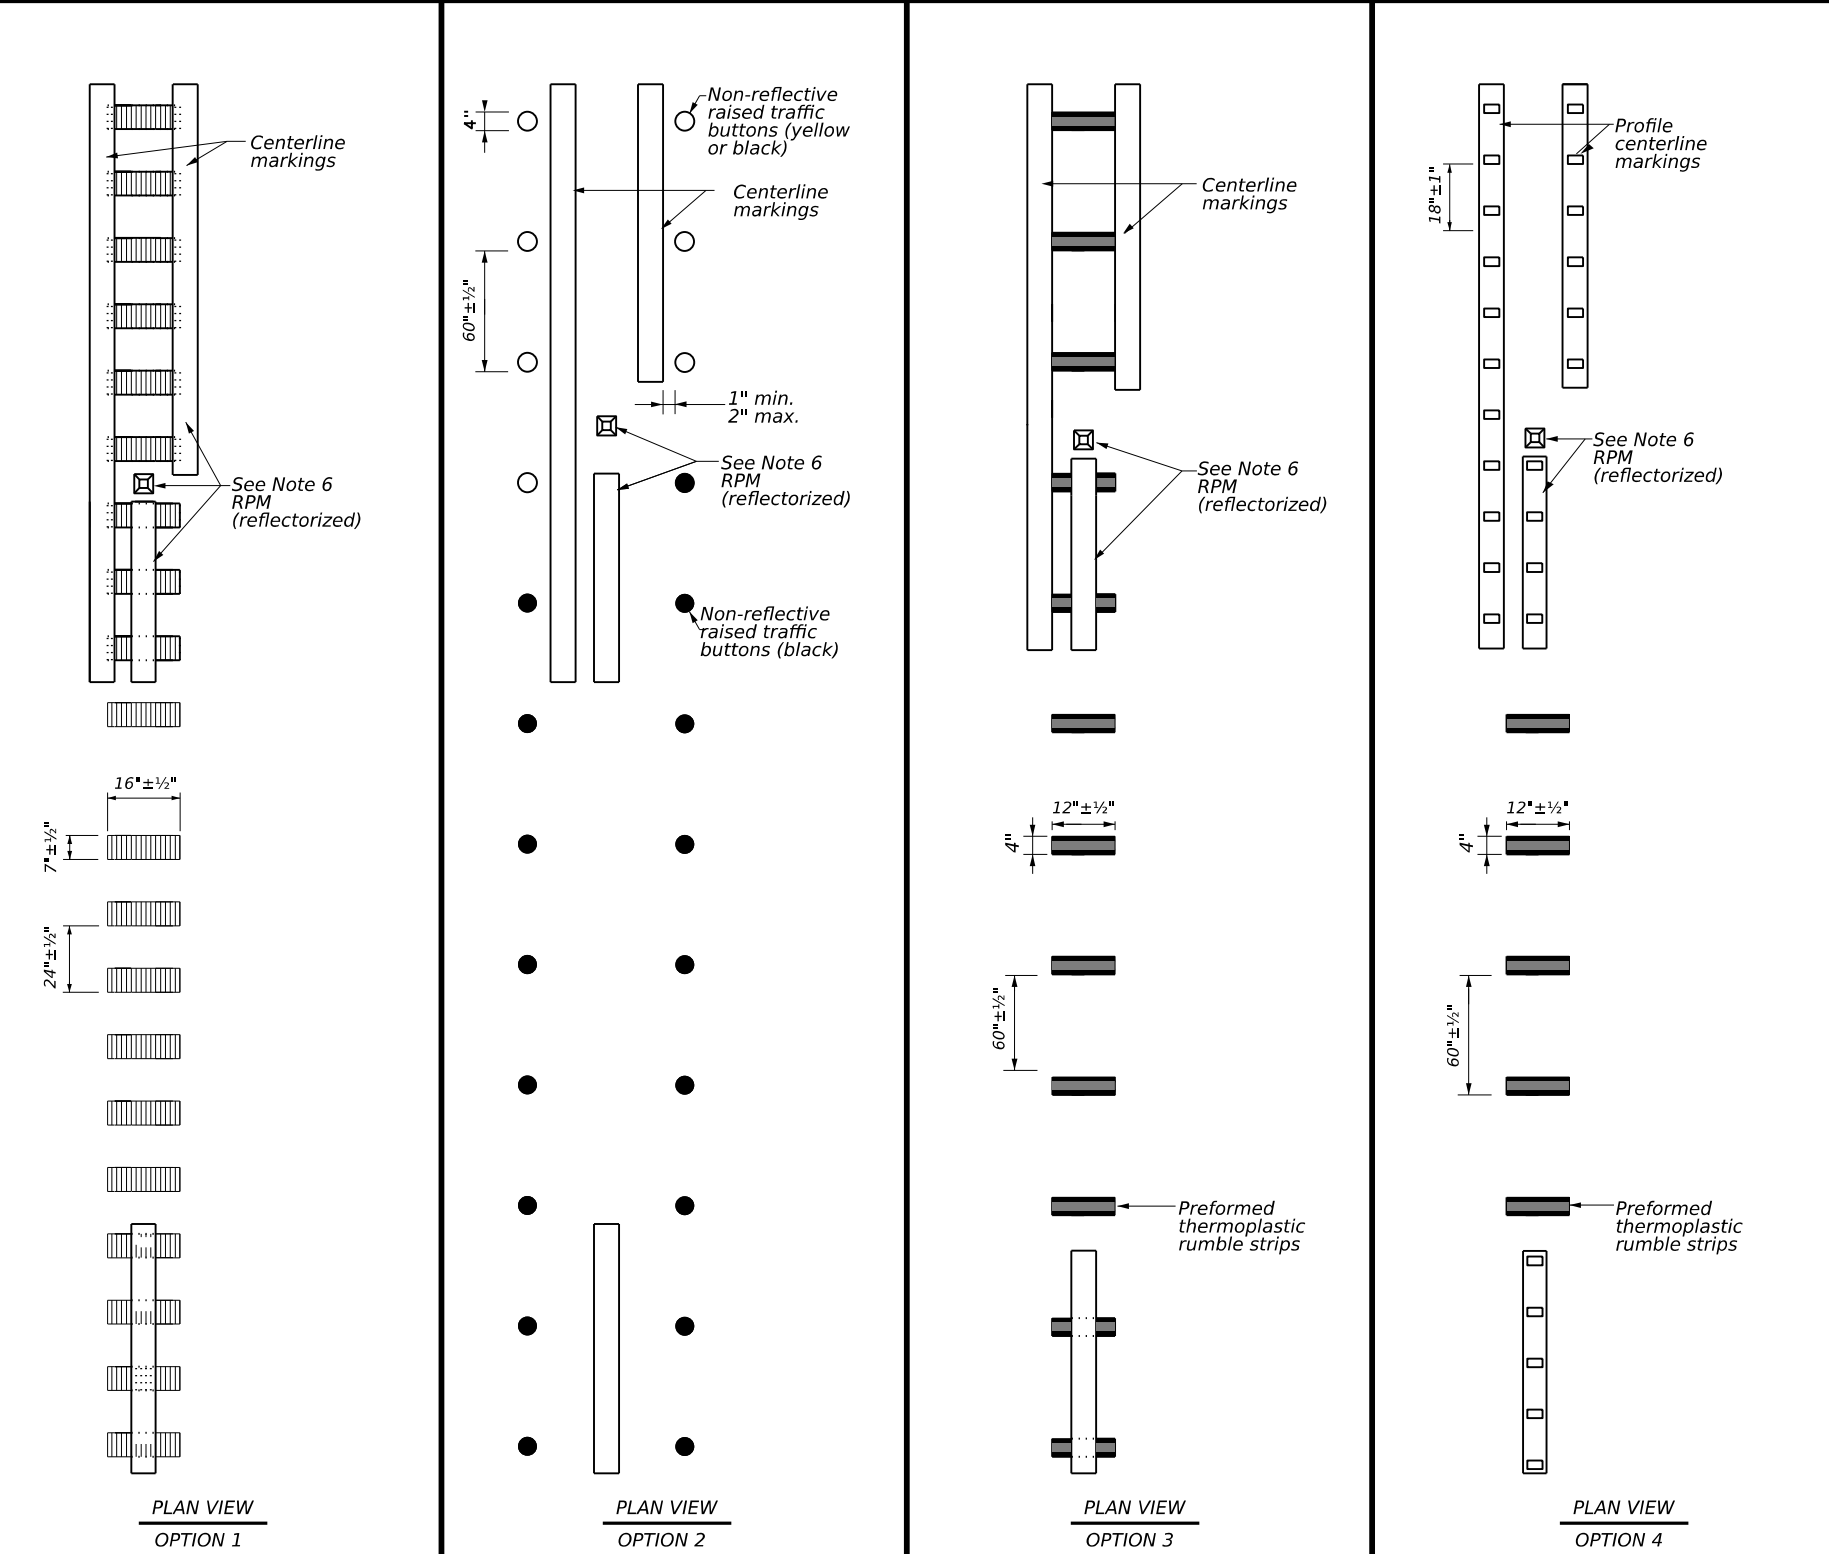 Centerline
markings
See Note 6
RPM
(reflectorized)
16"±½"
7"±½"
24"±½"
PLAN VIEW
OPTION 1
4"
Non-reflective
raised traffic
buttons (yellow
or black)
Centerline
markings
60"±½"
1" min.
2" max.
See Note 6
RPM
(reflectorized)
Non-reflective
raised traffic
buttons (black)
PLAN VIEW
OPTION 2
Centerline
markings
See Note 6
RPM
(reflectorized)
12"±½"
4"
60"±½"
Preformed
thermoplastic
rumble strips
PLAN VIEW
OPTION 3
Profile
centerline
markings
18"±1"
See Note 6
RPM
(reflectorized)
12"±½"
4"
60"±½"
Preformed
thermoplastic
rumble strips
PLAN VIEW
OPTION 4